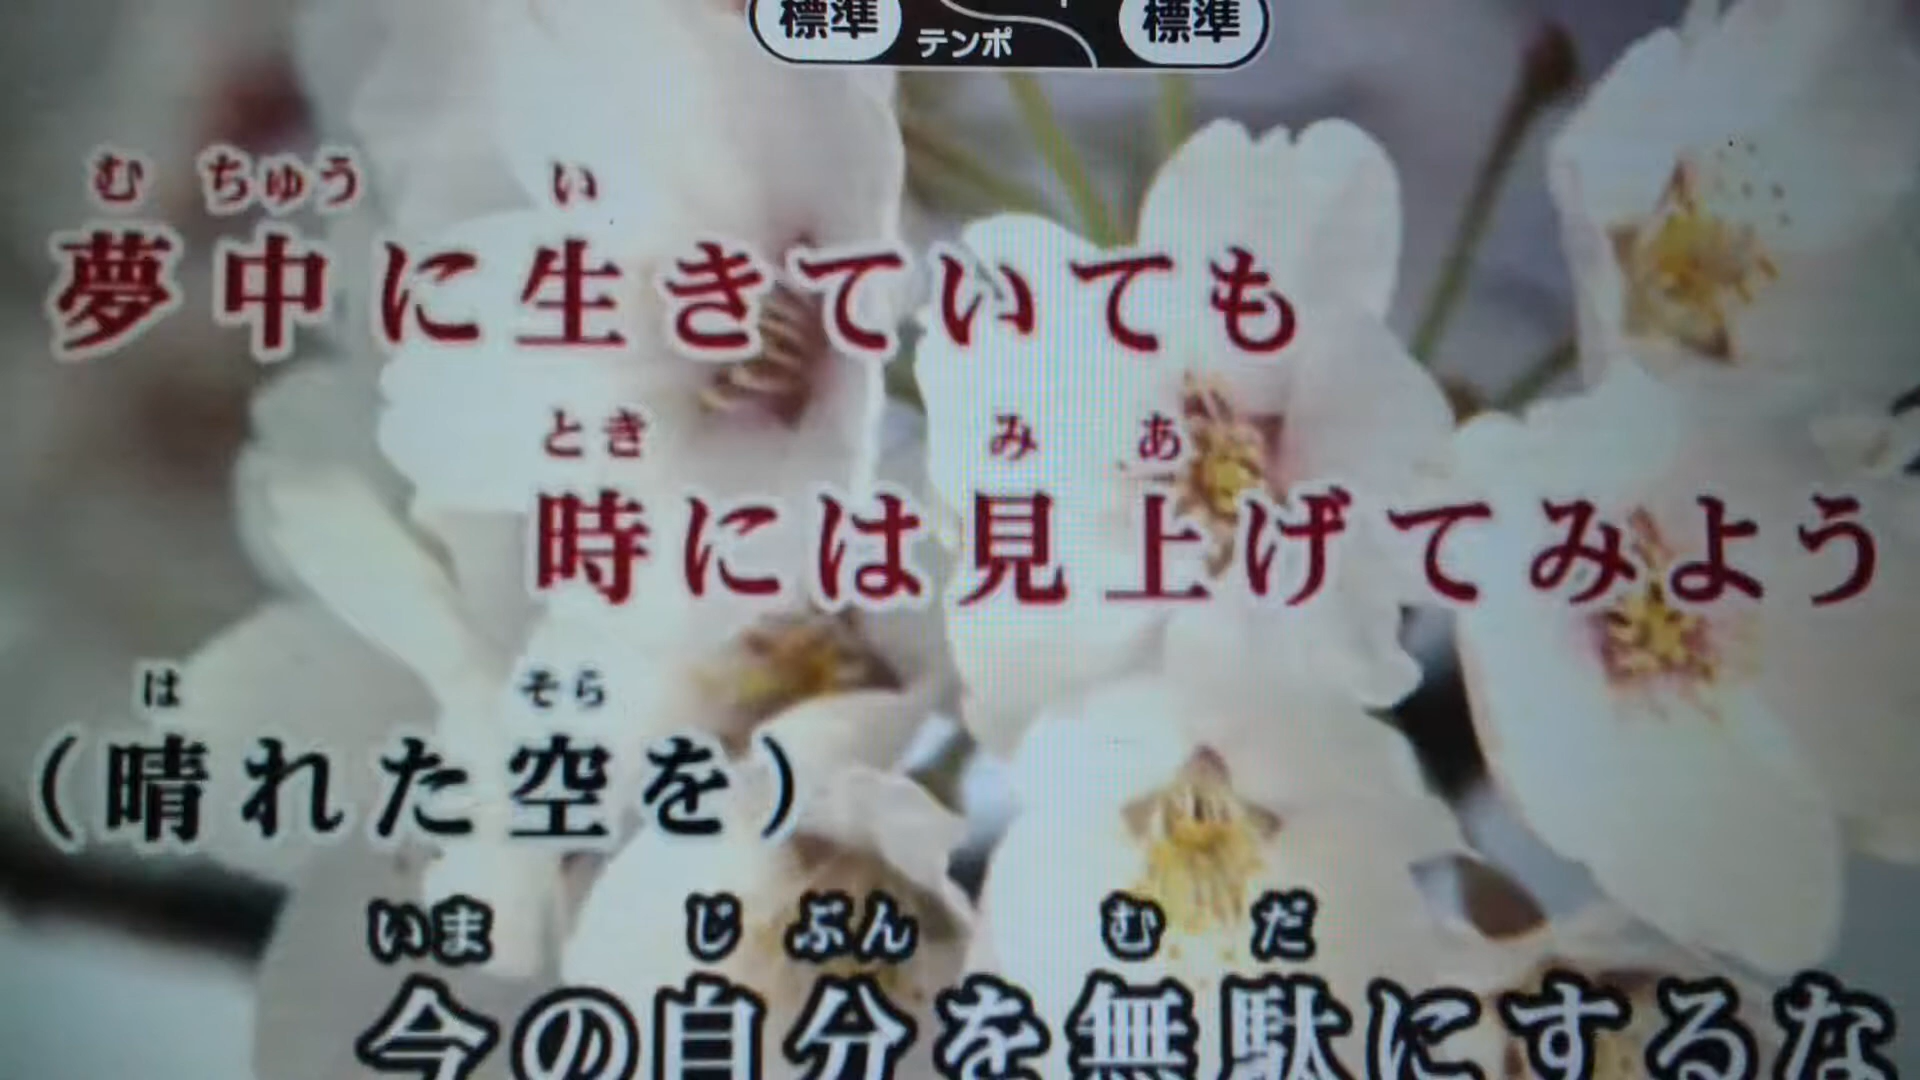 標準 テンポ 標準
む ちゅう い
夢中に生きていても
とき み あ
時には見上げてみよう
は そら
(晴れた空を)
いま じ ぶん む だ
今の自分を無駄にするな